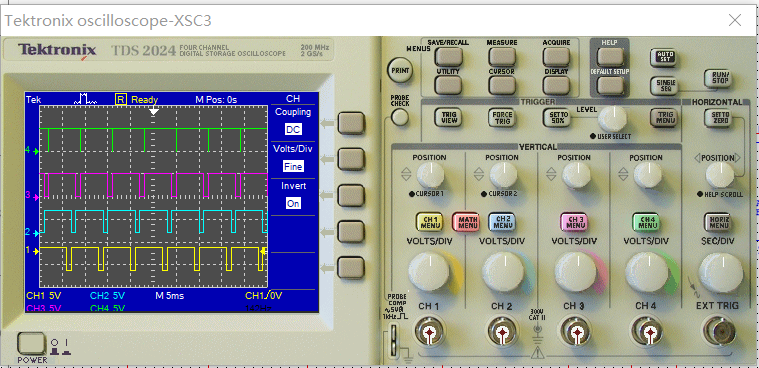 Tektronix oscilloscope-XSC3
Tektronix TDS 2024 FOUR CHANNEL DIGITAL STORAGE OSCILLOSCOPE 200 MHz 2 GS/s
Tek R Ready M Pos: 0s CH
Coupling
DC
Volts/Div
Fine
Invert
On
4
3
2
1
CH1 5V CH2 5V M 5ms CH1/0V
CH3 5V CH4 5V
POWER
PRINT
PROBE CHECK
MENUS
SAVE/RECALL MEASURE ACQUIRE
UTILITY CURSOR DISPLAY
HELP
DEFAULT SETUP
AUTO SET
SINGLE SEQ
RUN/ STOP
TRIGGER
TRIG VIEW
FORCE TRIG
SET TO 50%
LEVEL
USER SELECT
TRIG MENU
HORIZONTAL
SET TO ZERO
VERTICAL
POSITION POSITION POSITION POSITION POSITION
CURSOR 1 CURSOR 2 HELP SCROLL
CH 1 MENU
MATH MENU
CH2 MENU
CH 3 MENU
CH4 MENU
HORIZ MENU
VOLTS/DIV VOLTS/DIV VOLTS/DIV VOLTS/DIV SEC/DIV
PROBE COMP
~5V@
1kHz
CH 1 CH 2 CH 3 CH 4 EXT TRIG
300V
CAT II